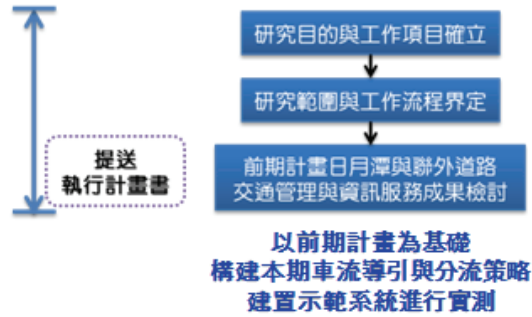 研究目的與工作項目確立
研究範圍與工作流程界定
提送
執行計畫書
前期計畫日月潭與聯外道路
交通管理與資訊服務成果檢討
以前期計畫為基礎
構建本期車流導引與分流策略
建置示範系統進行實測